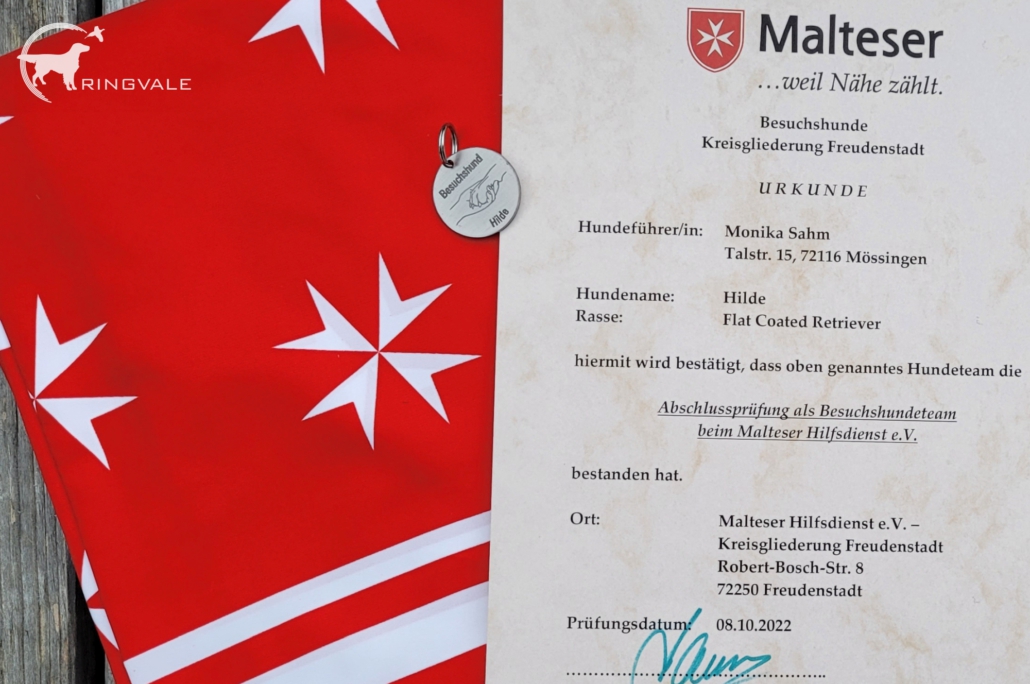 RINGVALE
Besuchshund
Hilde
Malteser
...weil Nähe zählt.
Besuchshunde
Kreisgliederung Freudenstadt
URKUNDE
Hundeführer/in: Monika Sahm
Talstr. 15, 72116 Mössingen
Hundename: Hilde
Rasse: Flat Coated Retriever
hiermit wird bestätigt, dass oben genanntes Hundeteam die
Abschlussprüfung als Besuchshundeteam
beim Malteser Hilfsdienst e.V.
bestanden hat.
Ort: Malteser Hilfsdienst e.V. –
Kreisgliederung Freudenstadt
Robert-Bosch-Str. 8
72250 Freudenstadt
Prüfungsdatum: 08.10.2022